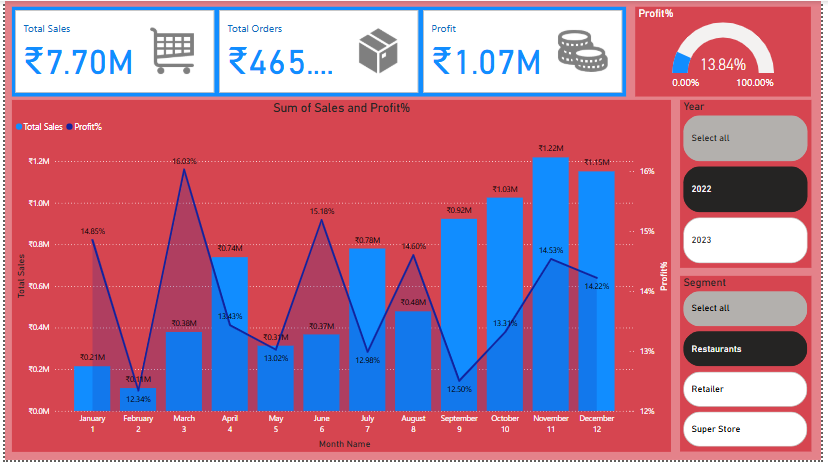 Total Sales
₹7.70M
Total Orders
₹465....
Profit
₹1.07M
Profit%
13.84%
0.00% 100.00%
Sum of Sales and Profit%
Total Sales Profit%
Total Sales
₹1.2M
₹1.0M
₹0.8M
₹0.6M
₹0.4M
₹0.2M
₹0.0M
₹0.21M
₹0.11M
₹0.38M
₹0.74M
₹0.31M
₹0.37M
₹0.78M
₹0.48M
₹0.92M
₹1.03M
₹1.22M
₹1.15M
14.85%
12.34%
16.03%
13.43%
13.02%
15.18%
12.98%
14.60%
12.50%
13.31%
14.53%
14.22%
16%
15%
14%
13%
12%
Profit%
January February March April May June July August September October November December
1 2 3 4 5 6 7 8 9 10 11 12
Month Name
Year
Select all
2022
2023
Segment
Select all
Restaurants
Retailer
Super Store